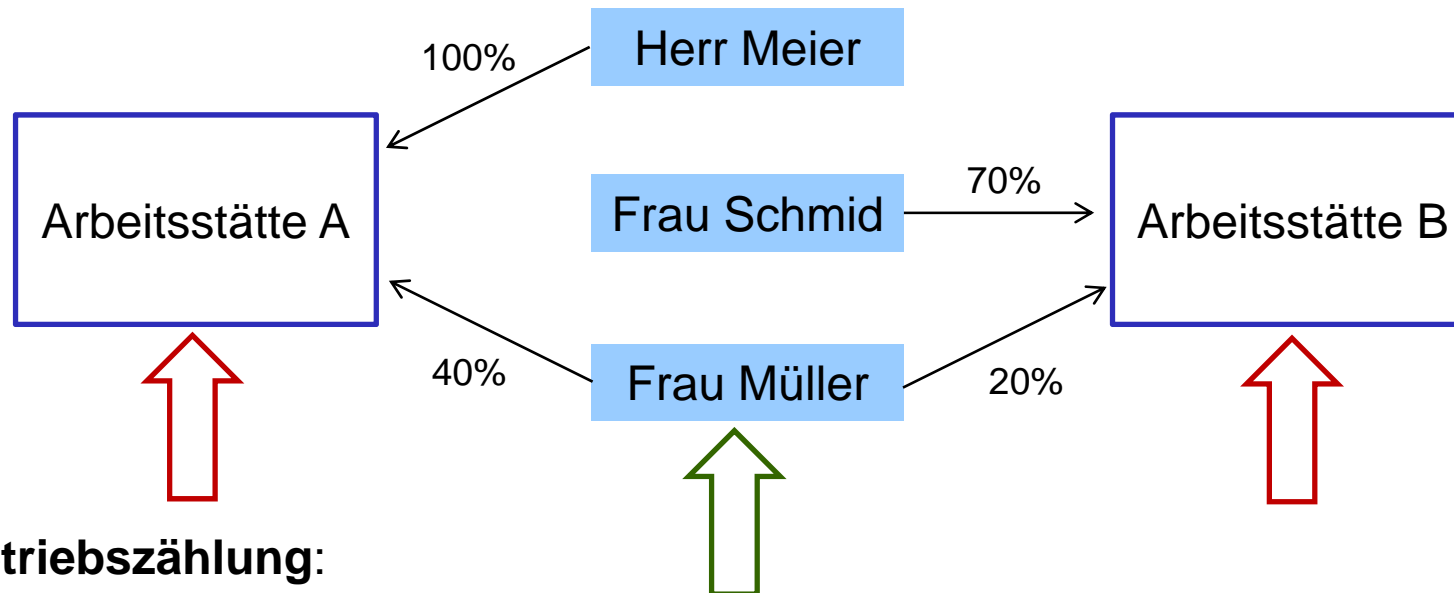 Herr Meier
100%
Arbeitsstätte A
Frau Schmid
70%
Arbeitsstätte B
40%
Frau Müller
20%
triebszählung: